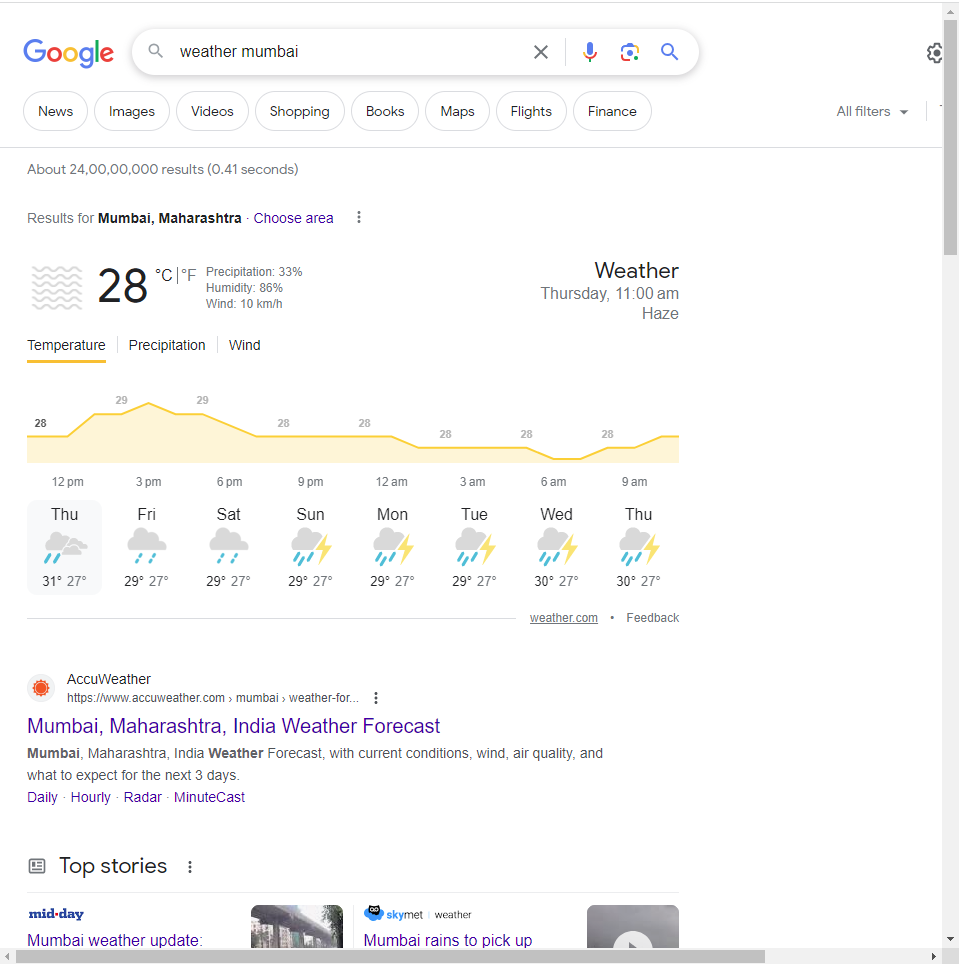 Google
weather mumbai
News
Images
Videos
Shopping
Books
Maps
Flights
Finance
All filters
About 24,00,00,000 results (0.41 seconds)
Results for Mumbai, Maharashtra · Choose area
28 °C | °F
Precipitation: 33%
Humidity: 86%
Wind: 10 km/h
Weather
Thursday, 11:00 am
Haze
Temperature
Precipitation
Wind
28 29 29 28 28 28 28 28
12 pm 3 pm 6 pm 9 pm 12 am 3 am 6 am 9 am
Thu Fri Sat Sun Mon Tue Wed Thu
31° 27° 29° 27° 29° 27° 29° 27° 29° 27° 29° 27° 30° 27° 30° 27°
weather.com • Feedback
AccuWeather
https://www.accuweather.com › mumbai › weather-for...
Mumbai, Maharashtra, India Weather Forecast
Mumbai, Maharashtra, India Weather Forecast, with current conditions, wind, air quality, and
what to expect for the next 3 days.
Daily · Hourly · Radar · MinuteCast
Top stories
mid-day
Mumbai weather update:
skymet weather
Mumbai rains to pick up